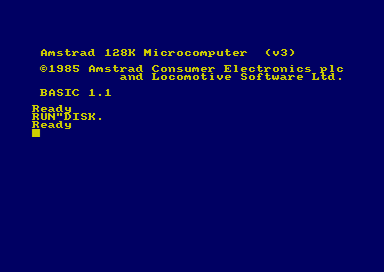 Amstrad 128K Microcomputer  (v3)
©1985 Amstrad Consumer Electronics plc
and Locomotive Software Ltd.
BASIC 1.1
Ready
RUN"DISK.
Ready